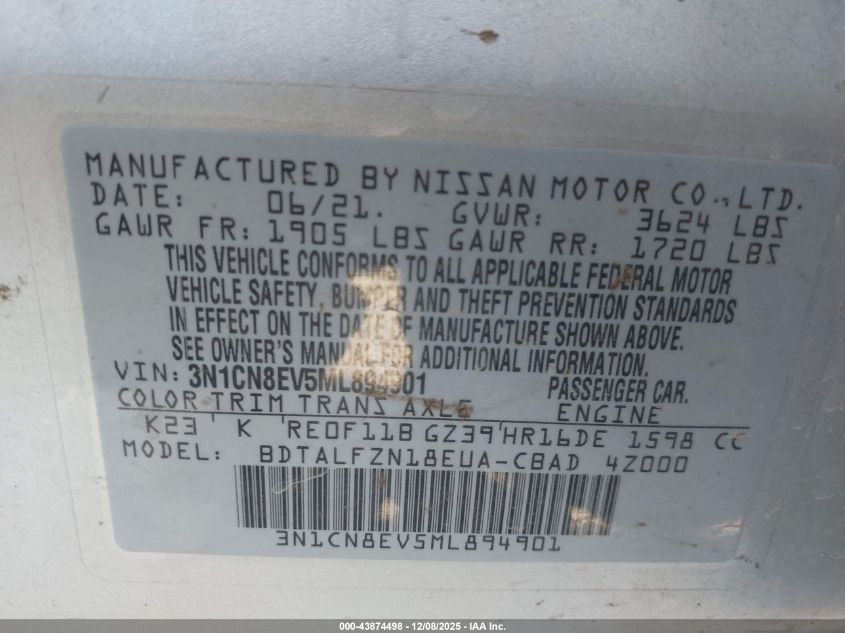 MANUFACTURED BY NISSAN MOTOR CO., LTD.
DATE: 06/21. GVWR: 3624 LBS
GAWR FR: 1905 LBS GAWR RR: 1720 LBS
THIS VEHICLE CONFORMS TO ALL APPLICABLE FEDERAL MOTOR
VEHICLE SAFETY, BUMPER AND THEFT PREVENTION STANDARDS
IN EFFECT ON THE DATE OF MANUFACTURE SHOWN ABOVE.
SEE OWNER'S MANUAL FOR ADDITIONAL INFORMATION.
VIN: 3N1CN8EV5ML894901 PASSENGER CAR.
COLOR TRIM TRANS AXLE ENGINE
K23 K RE0F11B GZ39 HR16DE 1598 CC
MODEL: BDTALFZN18EUA-CBAD 4Z000
3N1CN8EV5ML894901
000-43874498 - 12/08/2025 - IAA Inc.